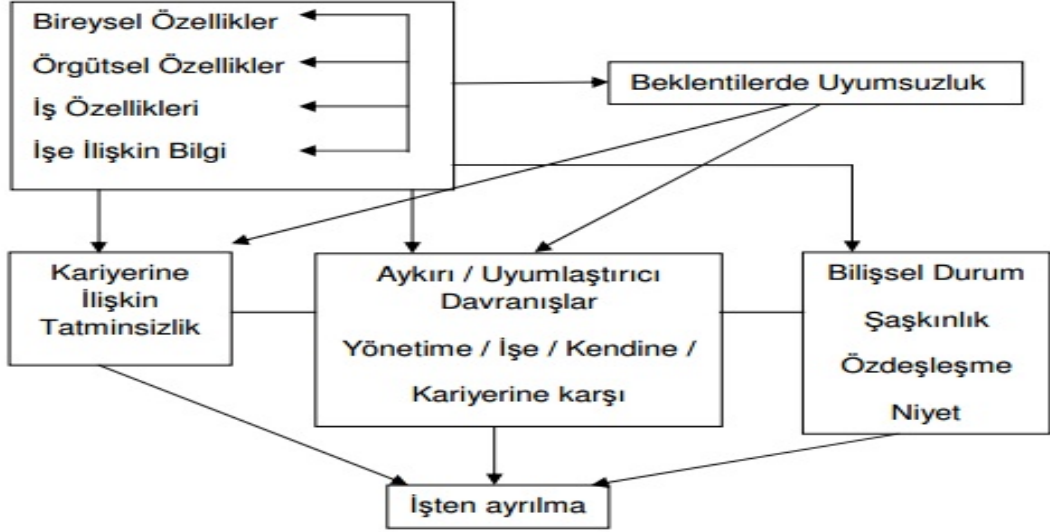 Bireysel Özellikler
Örgütsel Özellikler
İş Özellikleri
İşe İlişkin Bilgi
Beklentilerde Uyumsuzluk
Kariyerine
İlişkin
Tatminsizlik
Aykırı / Uyumlaştırıcı
Davranışlar
Yönetime / İşe / Kendine /
Kariyerine karşı
Bilişsel Durum
Şaşkınlık
Özdeşleşme
Niyet
İşten ayrılma